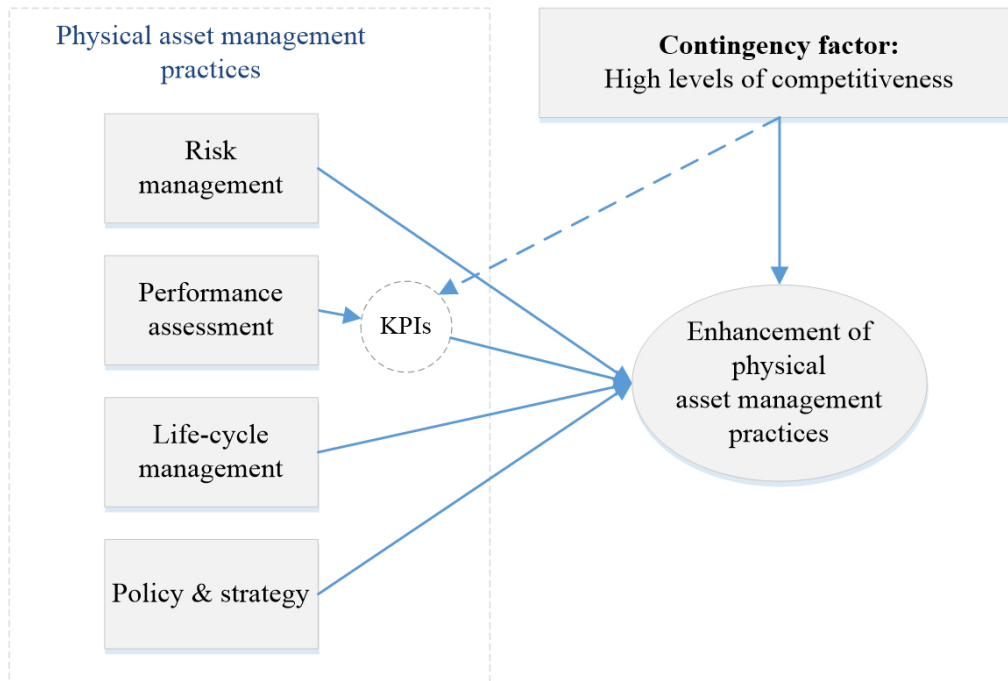 Physical asset management
practices
Contingency factor:
High levels of competitiveness
Risk
management
Performance
assessment
KPIs
Life-cycle
management
Policy & strategy
Enhancement of
physical
asset management
practices